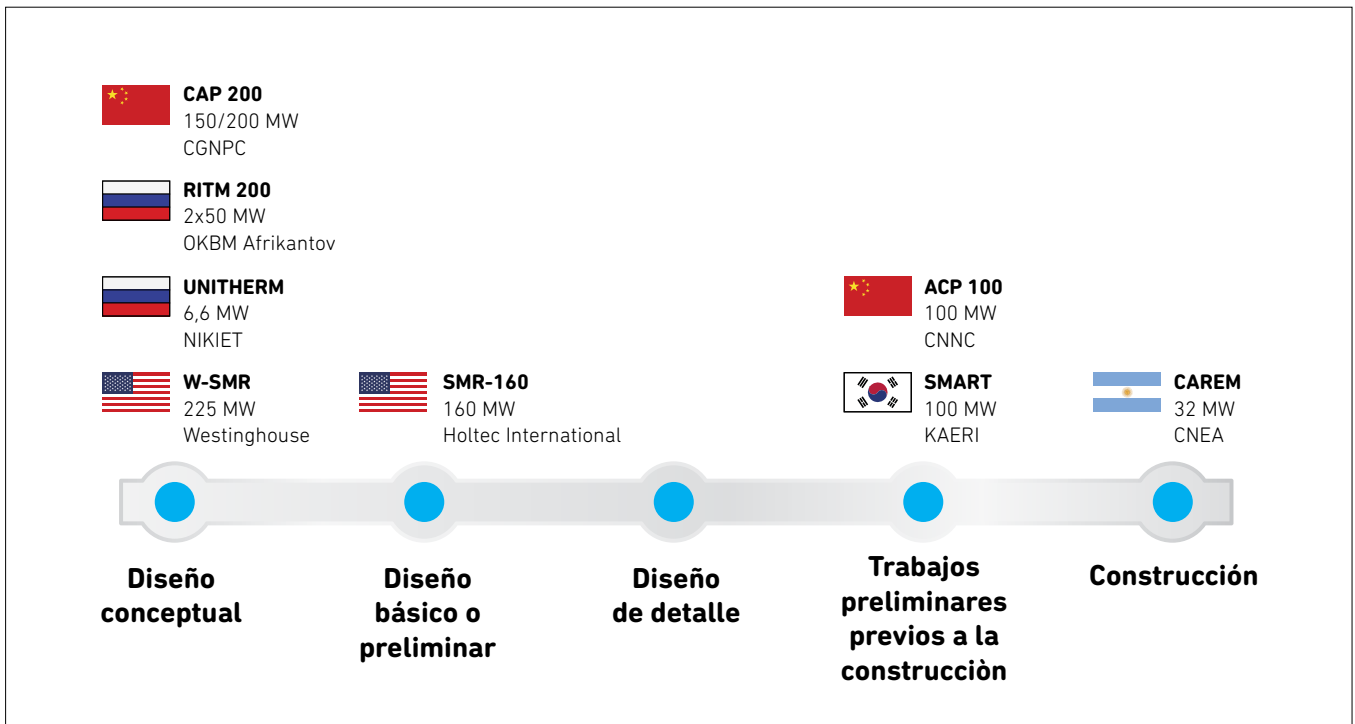 CAP 200
150/200 MW
CGNPC
RITM 200
2x50 MW
OKBM Afrikantov
UNITHERM
6,6 MW
NIKIET
W-SMR
225 MW
Westinghouse
SMR-160
160 MW
Holtec International
ACP 100
100 MW
CNNC
SMART
100 MW
KAERI
CAREM
32 MW
CNEA
Diseño
conceptual
Diseño
básico o
preliminar
Diseño
de detalle
Trabajos
preliminares
previos a la
construcciòn
Construcción